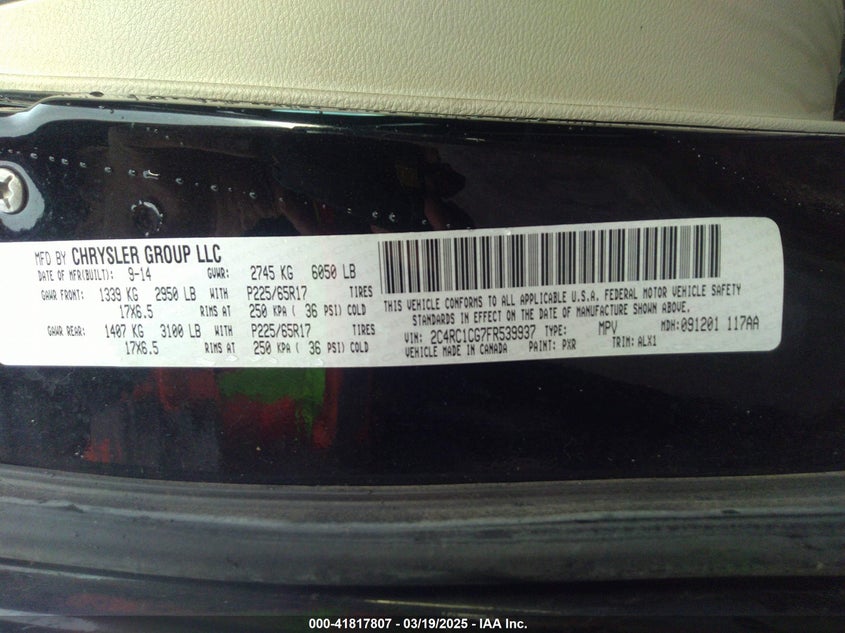 MFD BY CHRYSLER GROUP LLC
DATE OF MFR(BUILT): 9-14 GVWR: 2745 KG 6050 LB
GAWR FRONT: 1339 KG 2950 LB WITH P225/65R17 TIRES
17X6.5 RIMS AT 250 KPA ( 36 PSI) COLD
GAWR REAR: 1407 KG 3100 LB WITH P225/65R17 TIRES
17X6.5 RIMS AT 250 KPA ( 36 PSI) COLD
THIS VEHICLE CONFORMS TO ALL APPLICABLE U.S.A. FEDERAL MOTOR VEHICLE SAFETY
STANDARDS IN EFFECT ON THE DATE OF MANUFACTURE SHOWN ABOVE.
VIN: 2C4RC1CG7FR539937 TYPE: MPV MDH:091201 117AA
VEHICLE MADE IN CANADA PAINT: PXR TRIM: ALX1
000-41817807 - 03/19/2025 - IAA Inc.